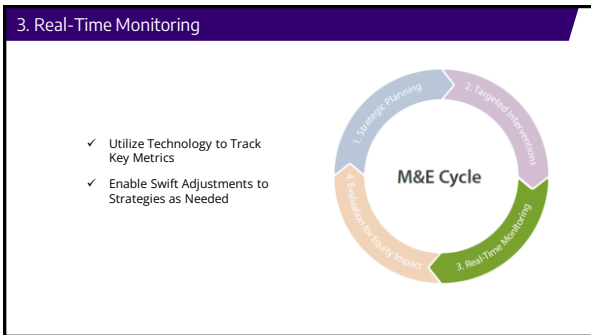 3. Real-Time Monitoring
✓ Utilize Technology to Track
Key Metrics
✓ Enable Swift Adjustments to
Strategies as Needed
1. Strategic Planning
2. Targeted Interventions
M&E Cycle
4. Evaluation for Equity Impact
3. Real-Time Monitoring